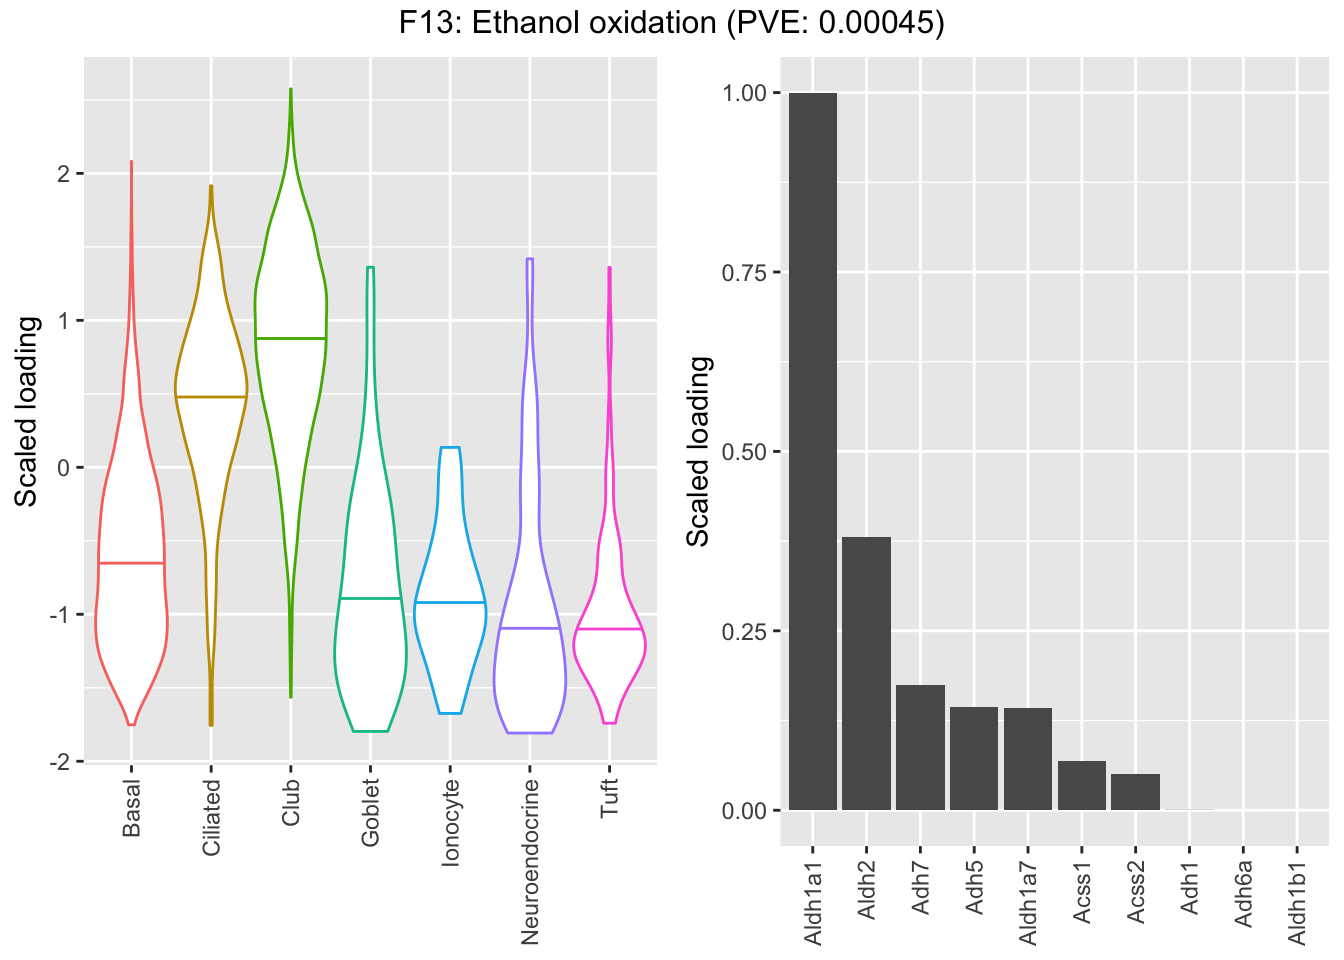 F13: Ethanol oxidation (PVE: 0.00045)
Scaled loading
2
1
0
-1
-2
Basal
Ciliated
Club
Goblet
Ionocyte
Neuroendocrine
Tuft
Scaled loading
1.00
0.75
0.50
0.25
0.00
Aldh1a1
Aldh2
Adh7
Adh5
Aldh1a7
Acss1
Acss2
Adh1
Adh6a
Aldh1b1